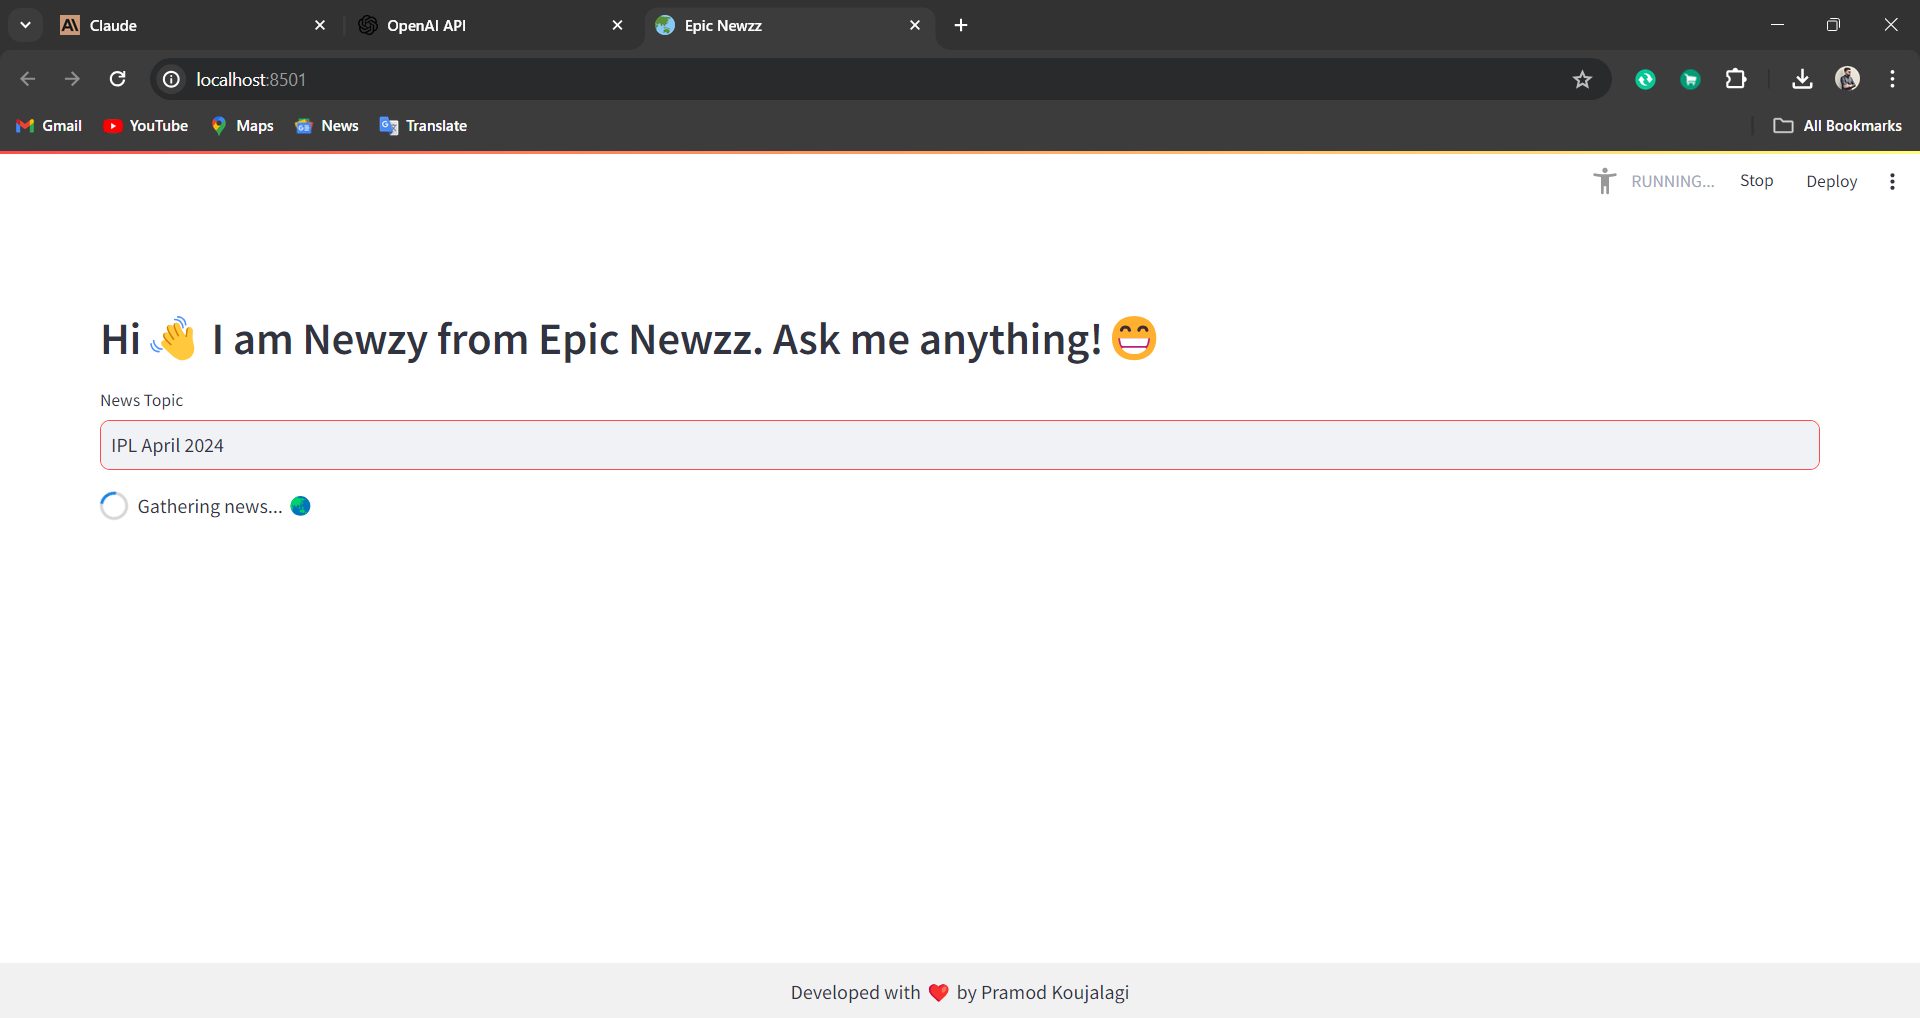 Claude
OpenAI API
Epic Newzz
localhost:8501
Gmail
YouTube
Maps
News
Translate
All Bookmarks
RUNNING...
Stop
Deploy
Hi 👋 I am Newzy from Epic Newzz. Ask me anything! 😁
News Topic
IPL April 2024
Gathering news... 🌏
Developed with ❤️ by Pramod Koujalagi